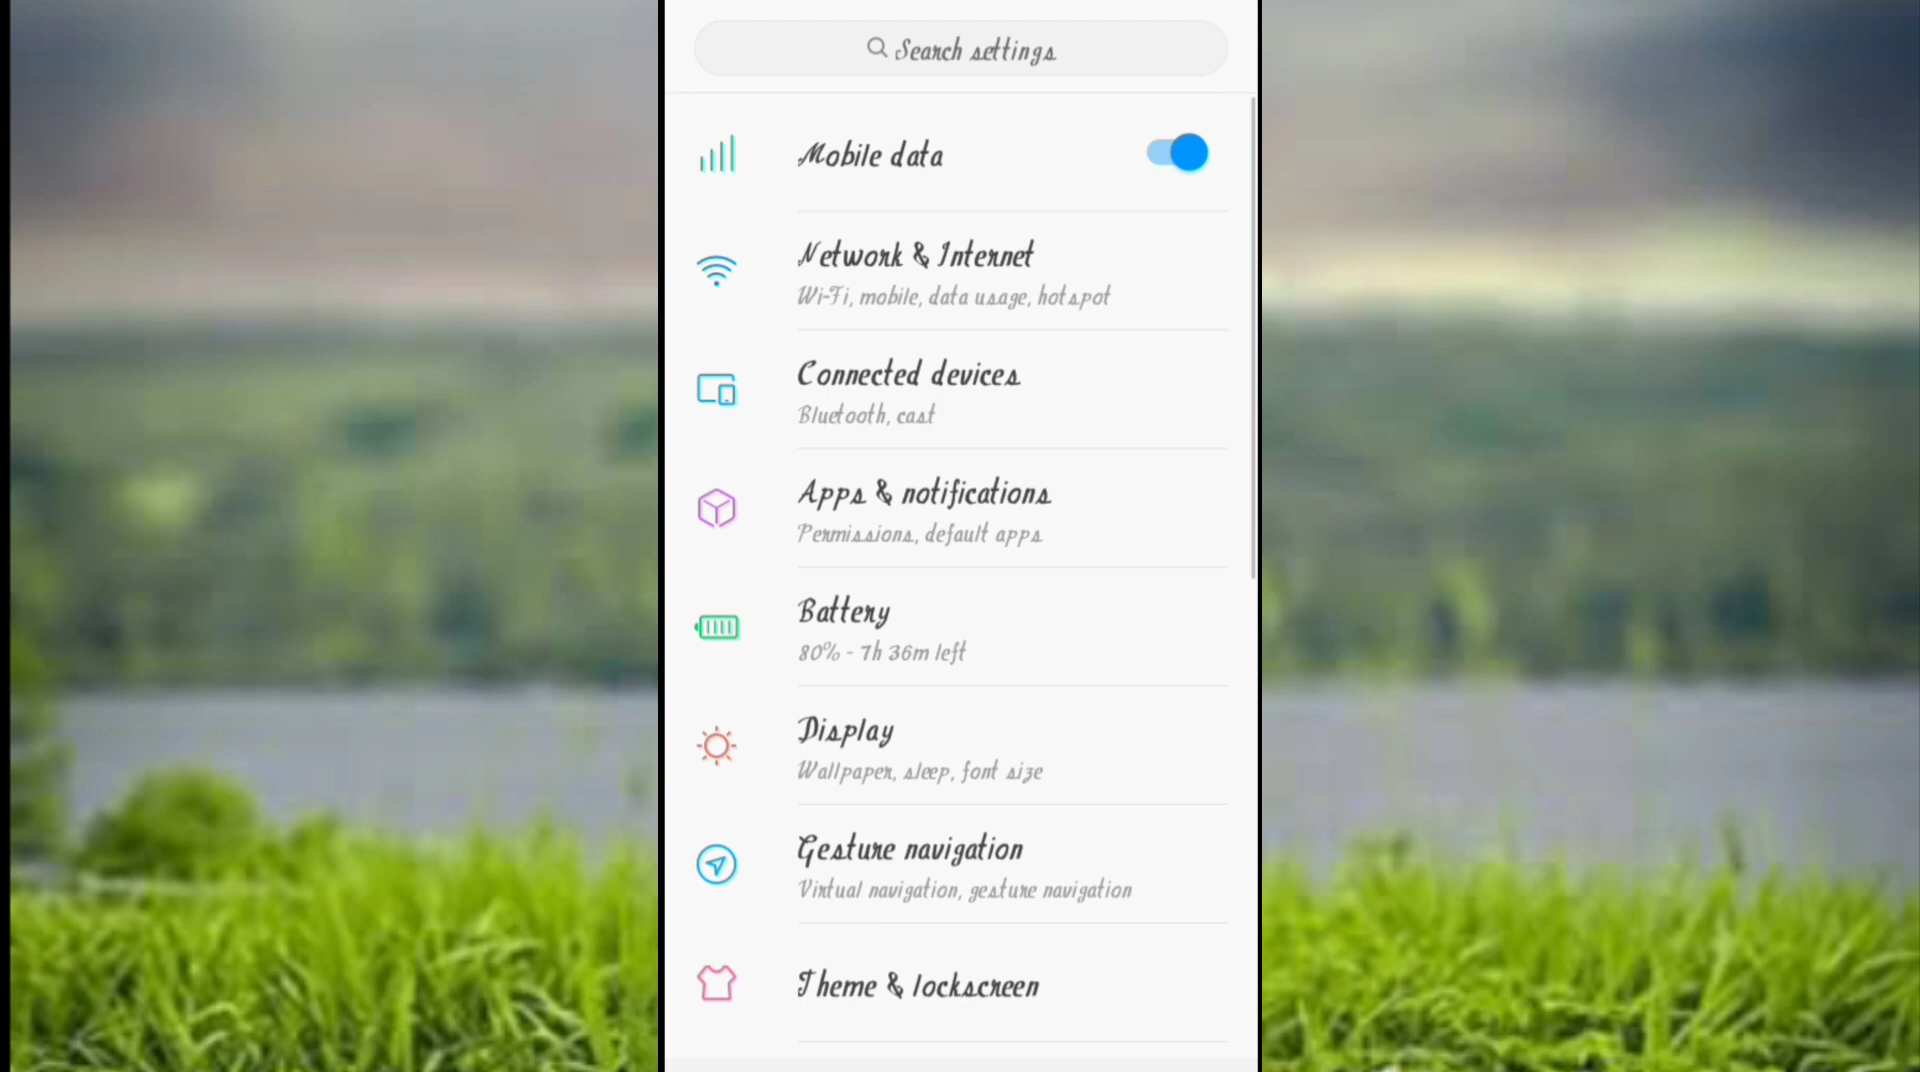 Search settings
Mobile data
Network & Internet
Wi-Fi, mobile, data usage, hotspot
Connected devices
Bluetooth, cast
Apps & notifications
Permissions, default apps
Battery
80% - 7h 36m left
Display
Wallpaper, sleep, font size
Gesture navigation
Virtual navigation, gesture navigation
Theme & lockscreen